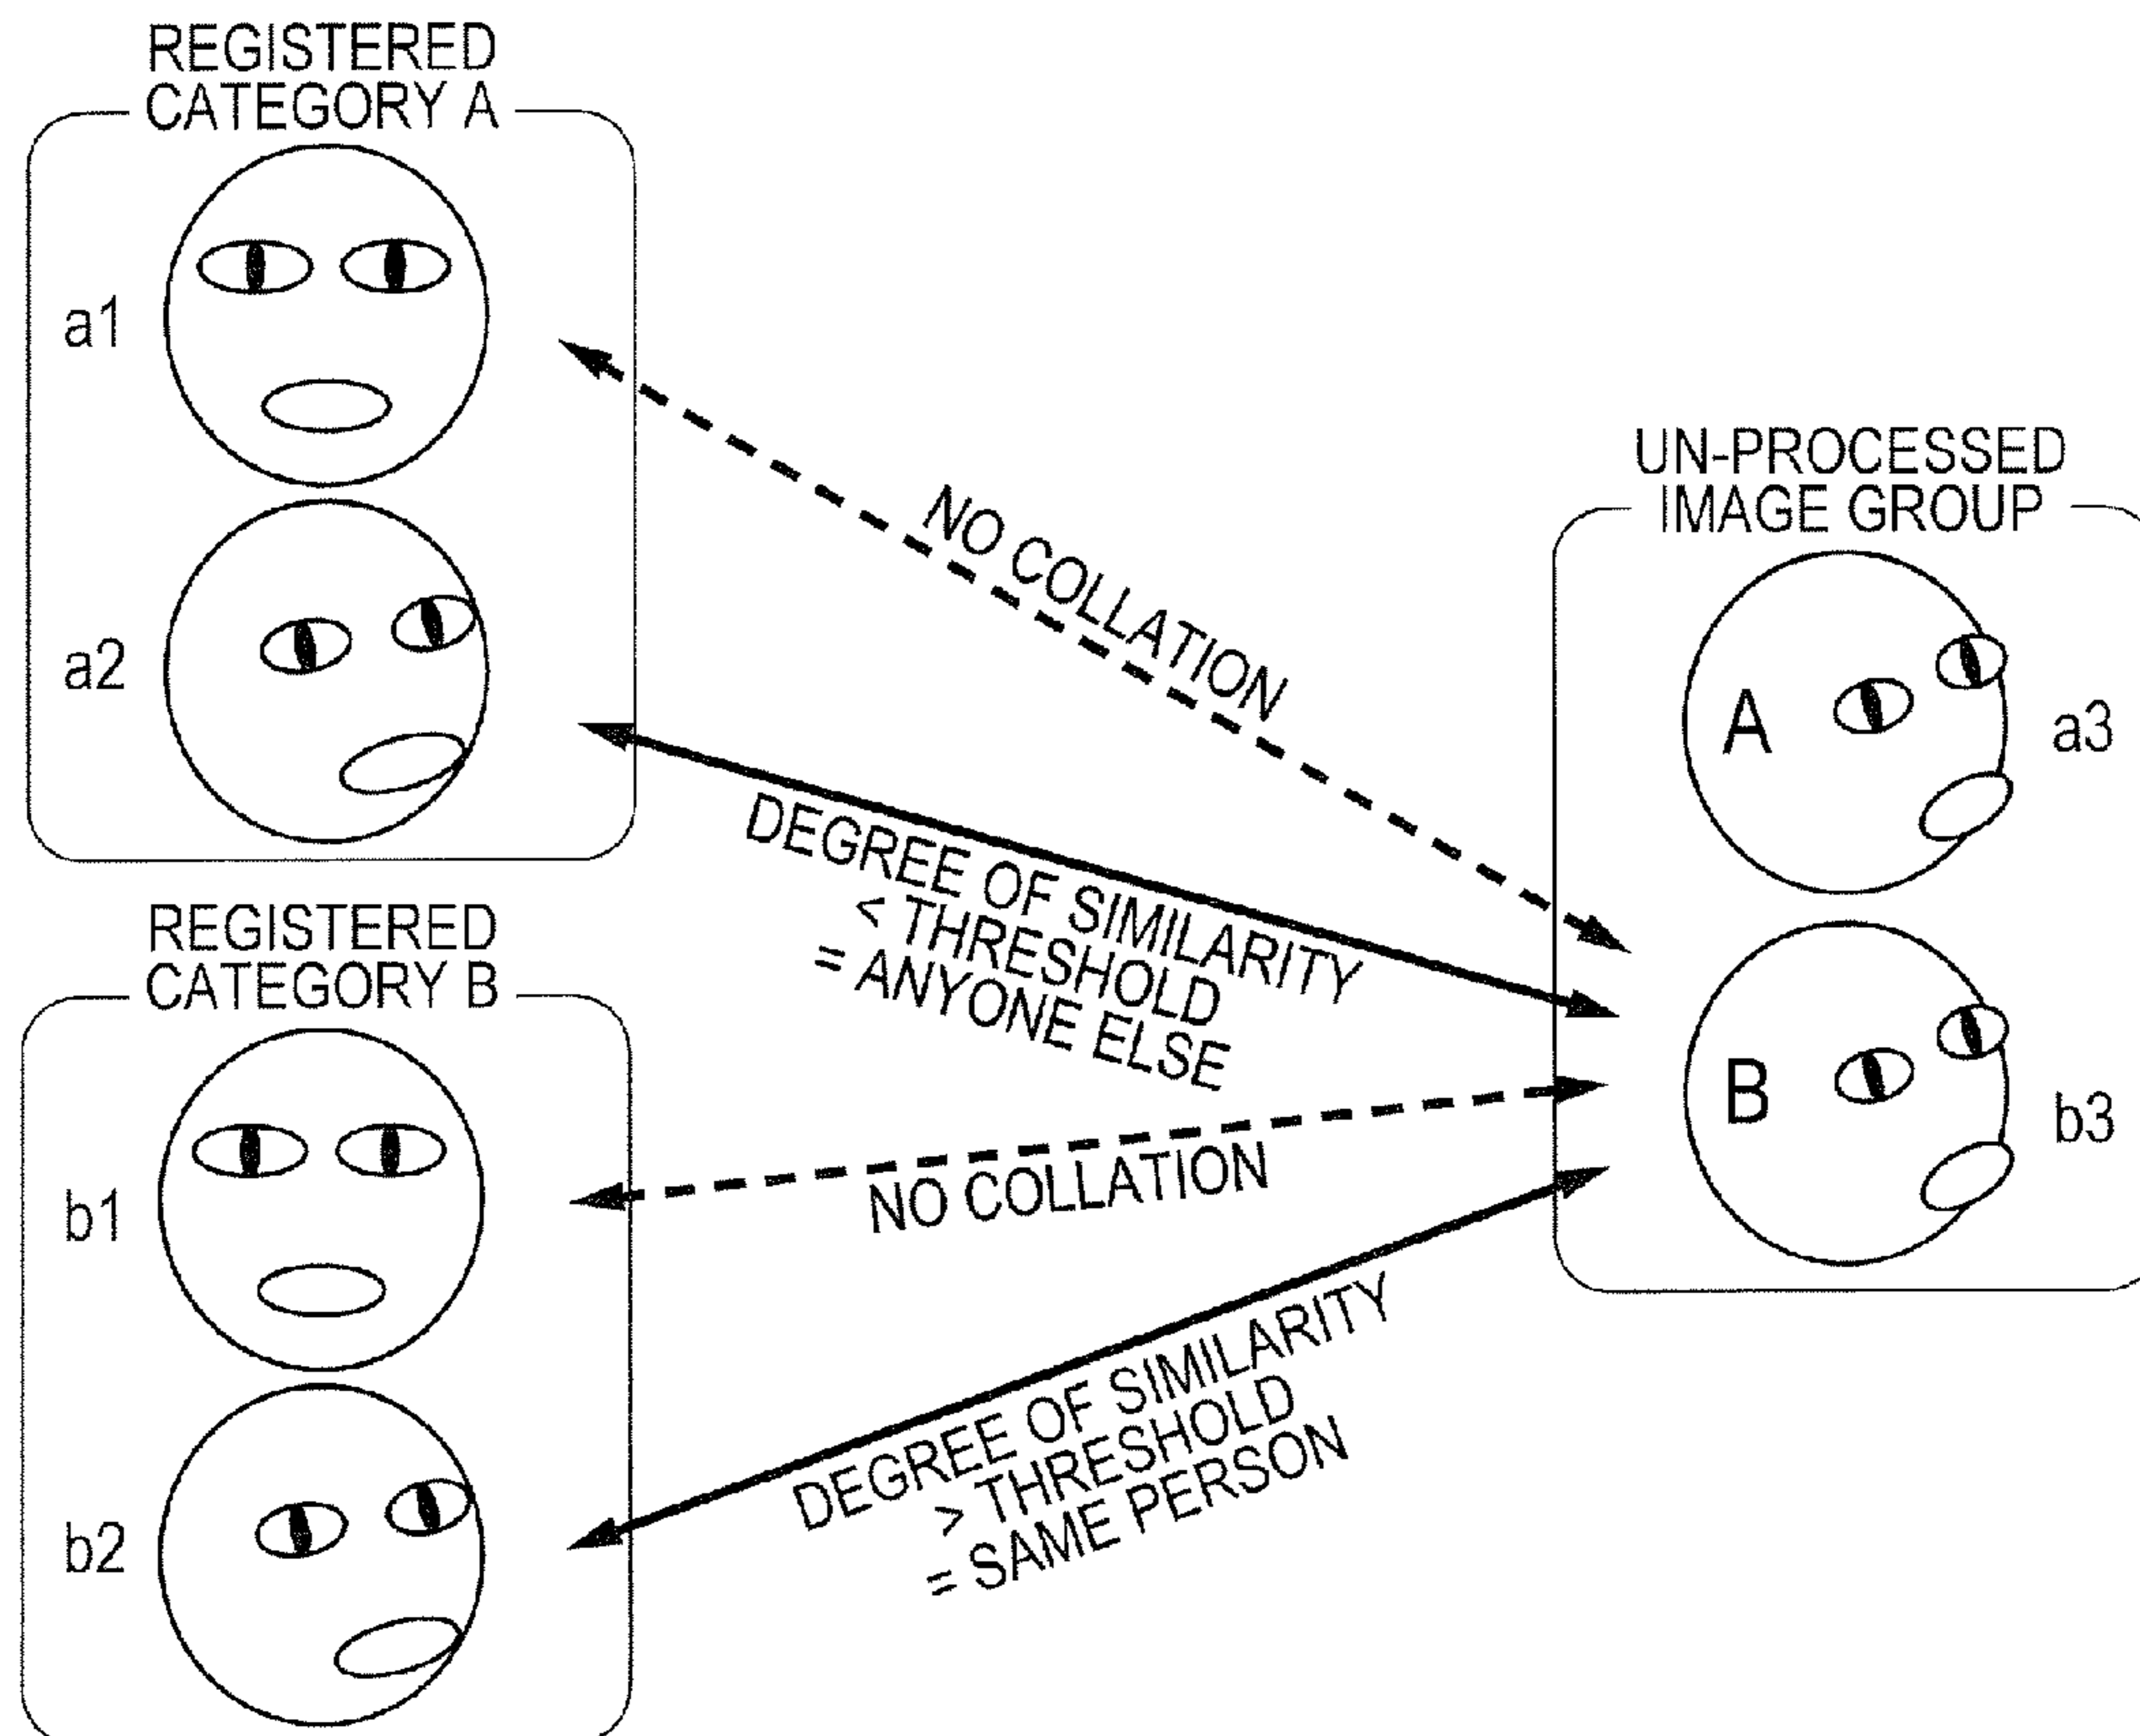 REGISTERED
CATEGORY A
a1
a2
NO COLLATION
DEGREE OF SIMILARITY
< THRESHOLD
= ANYONE ELSE
REGISTERED
CATEGORY B
b1
b2
NO COLLATION
DEGREE OF SIMILARITY
> THRESHOLD
= SAME PERSON
UN-PROCESSED
IMAGE GROUP
A
a3
B
b3